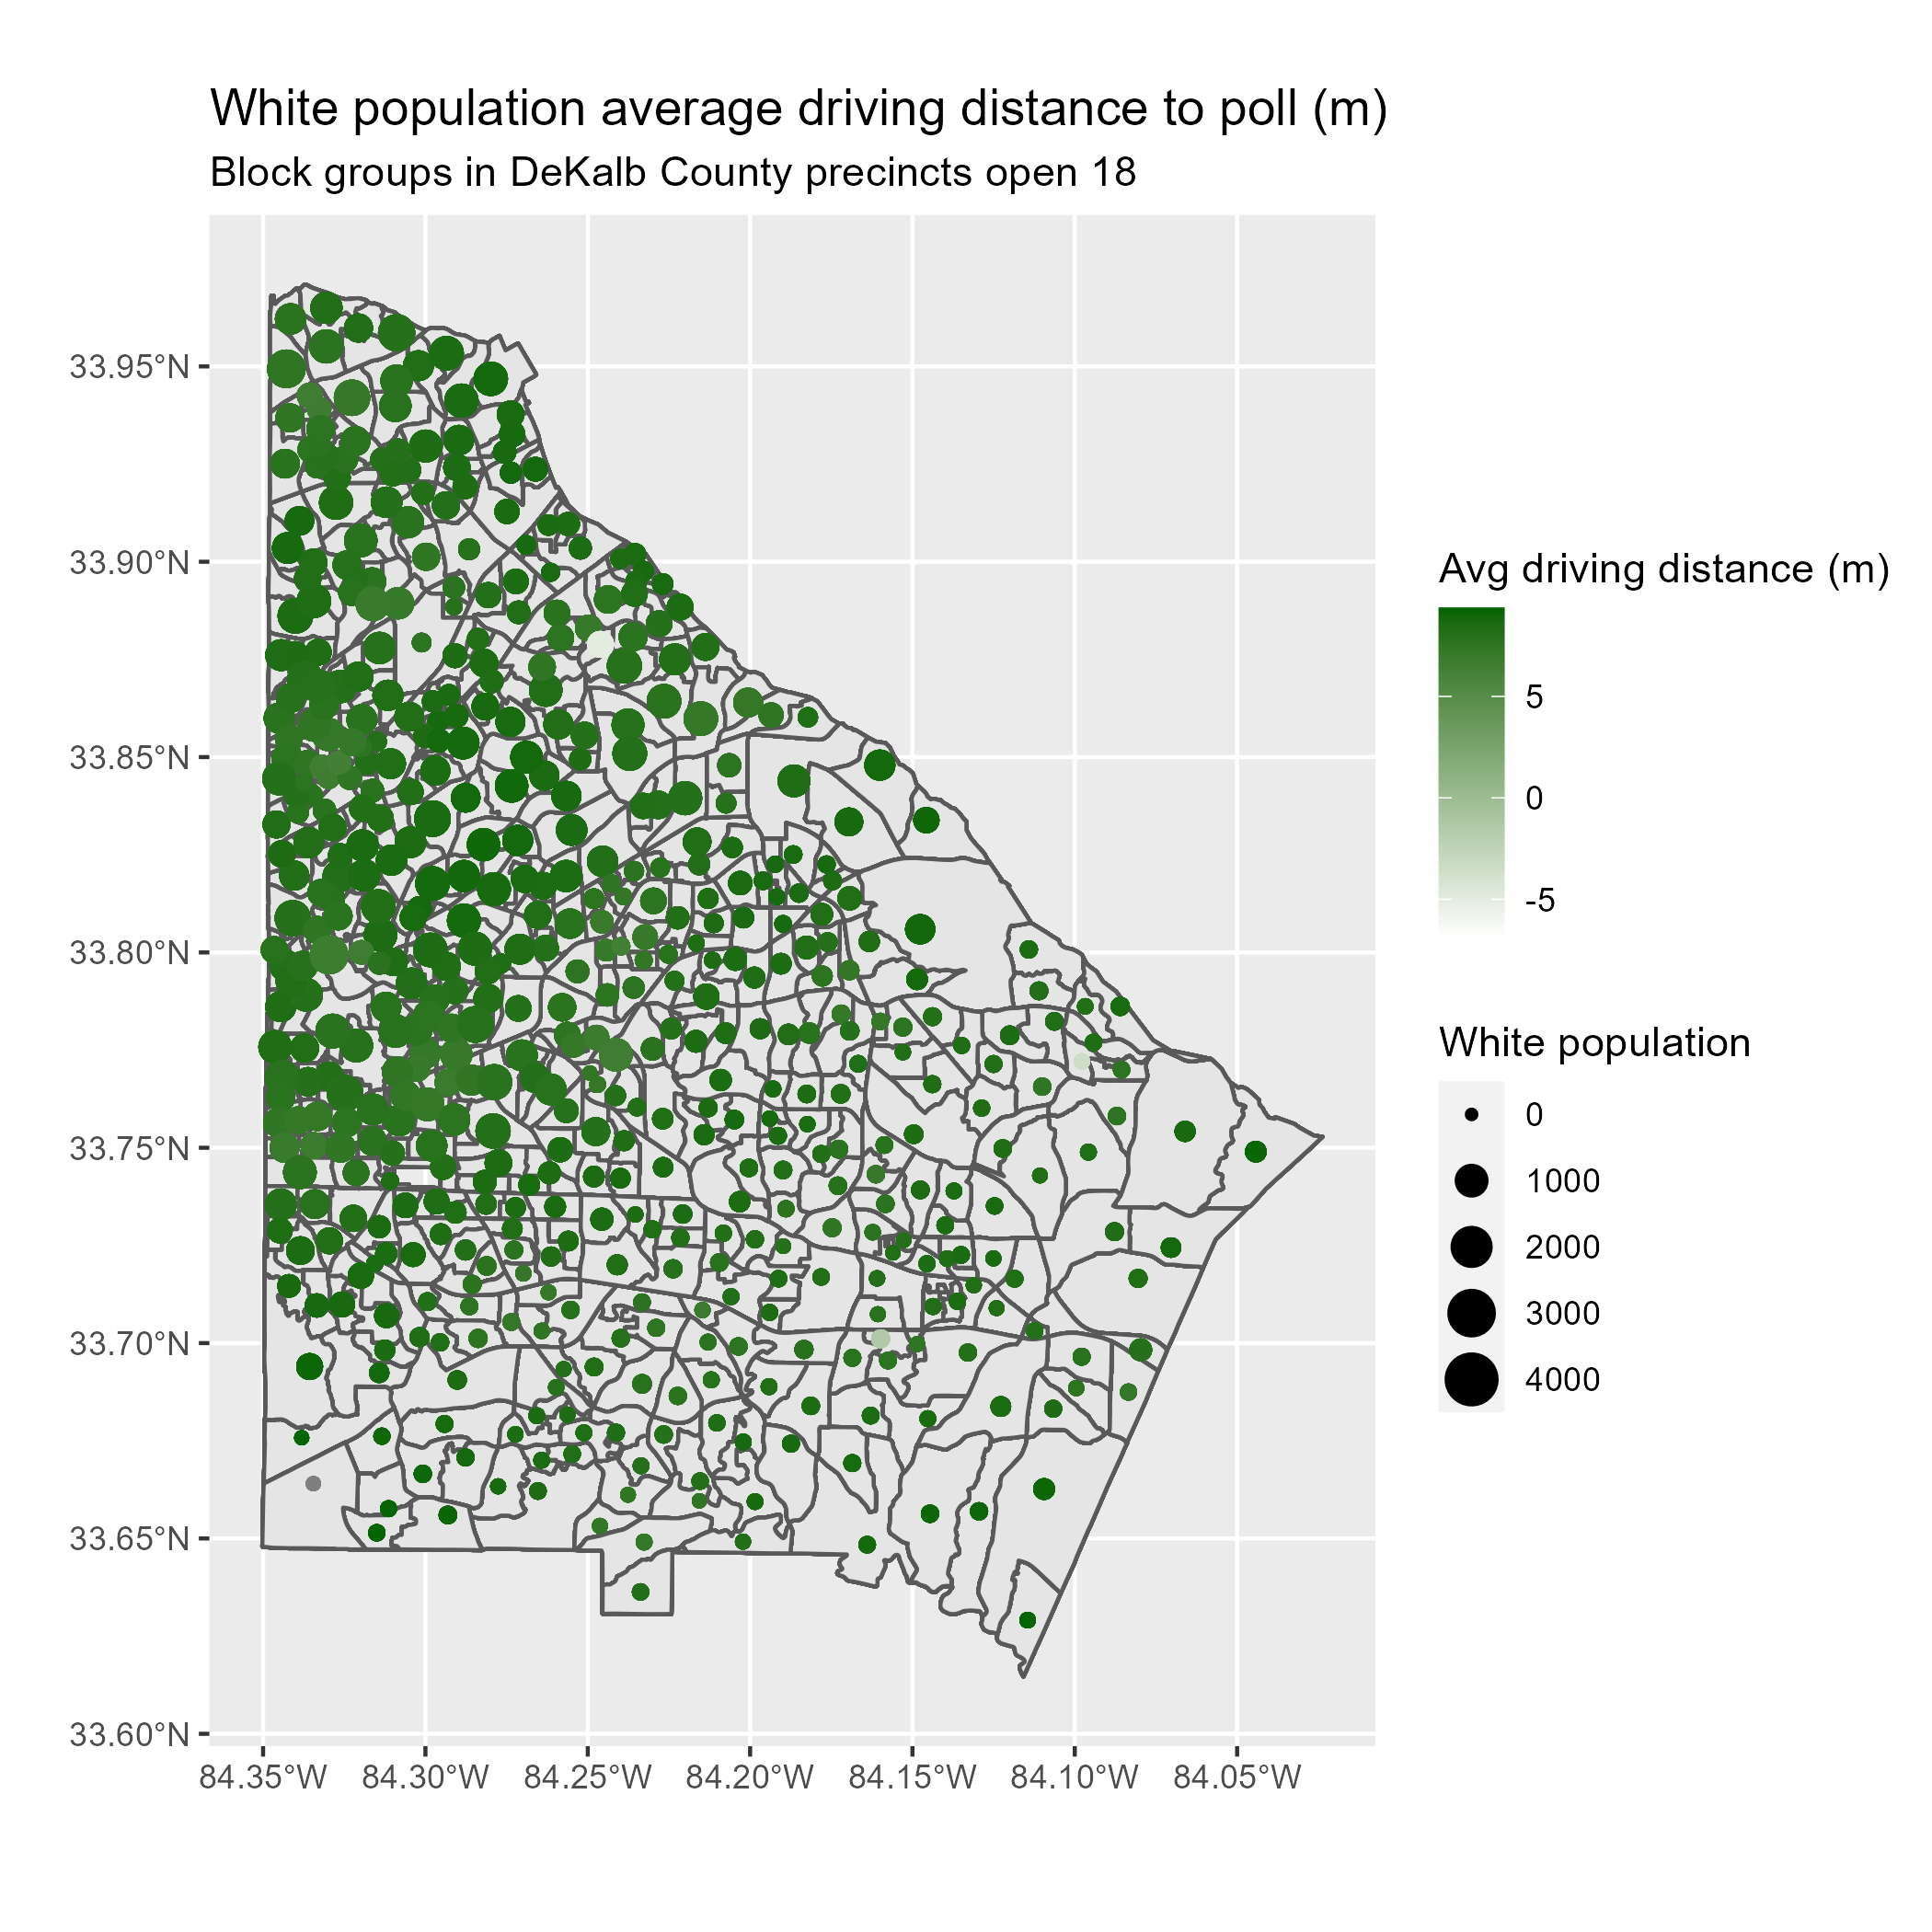 White population average driving distance to poll (m)
Block groups in DeKalb County precincts open 18
33.95°N
33.90°N
33.85°N
33.80°N
33.75°N
33.70°N
33.65°N
33.60°N
84.35°W
84.30°W
84.25°W
84.20°W
84.15°W
84.10°W
84.05°W
Avg driving distance (m)
5
0
-5
White population
0
1000
2000
3000
4000